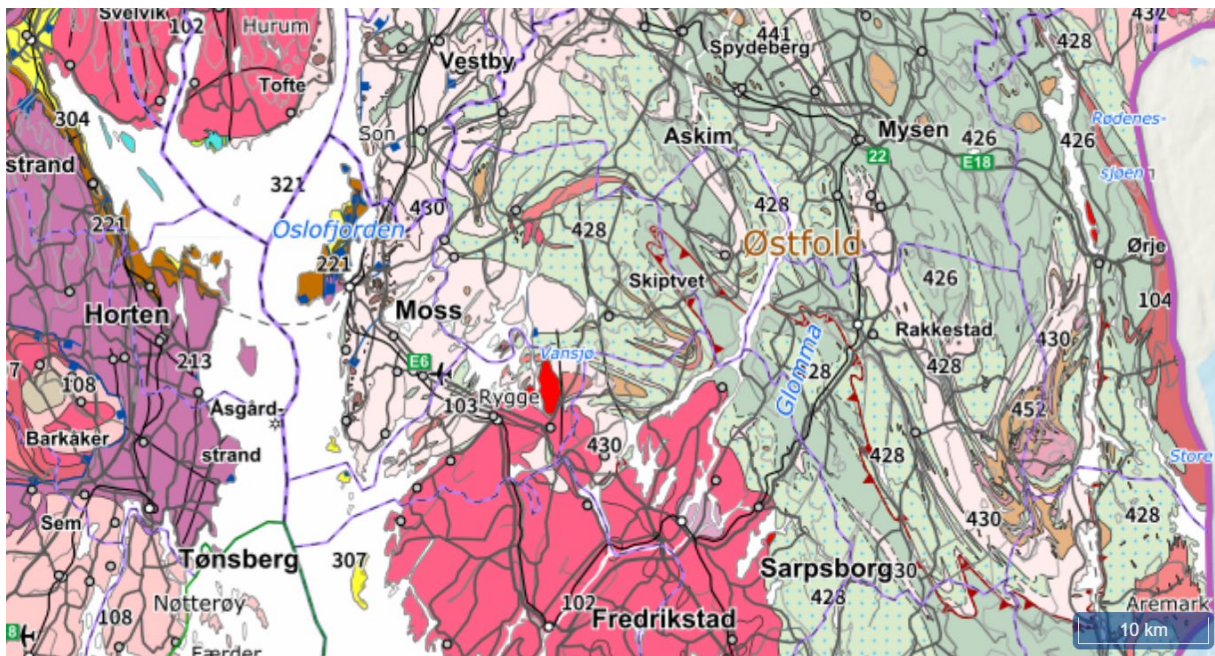 Svelvik
102
Hurum
441
Spydeberg
428
432
Vestby
Tofte
304
Son
Askim
Mysen
426
426
Rødenes-
22
E18
strand
sjøen
321
430
428
221
Oslofjorden
428
Østfold
Ørje
221
Skiptvet
426
104
Horten
Moss
Rakkestad
430
213
E6
Vansjø
Glomma
428
428
108
Rygge
103
Åsgård-
452
Barkåker
strand
430
428
Store
Sem
430
428
Tønsberg
307
Sarpsborg
30
Nøtterøy
102
428
Aremark
108
Fredrikstad
8
Færder
10 km